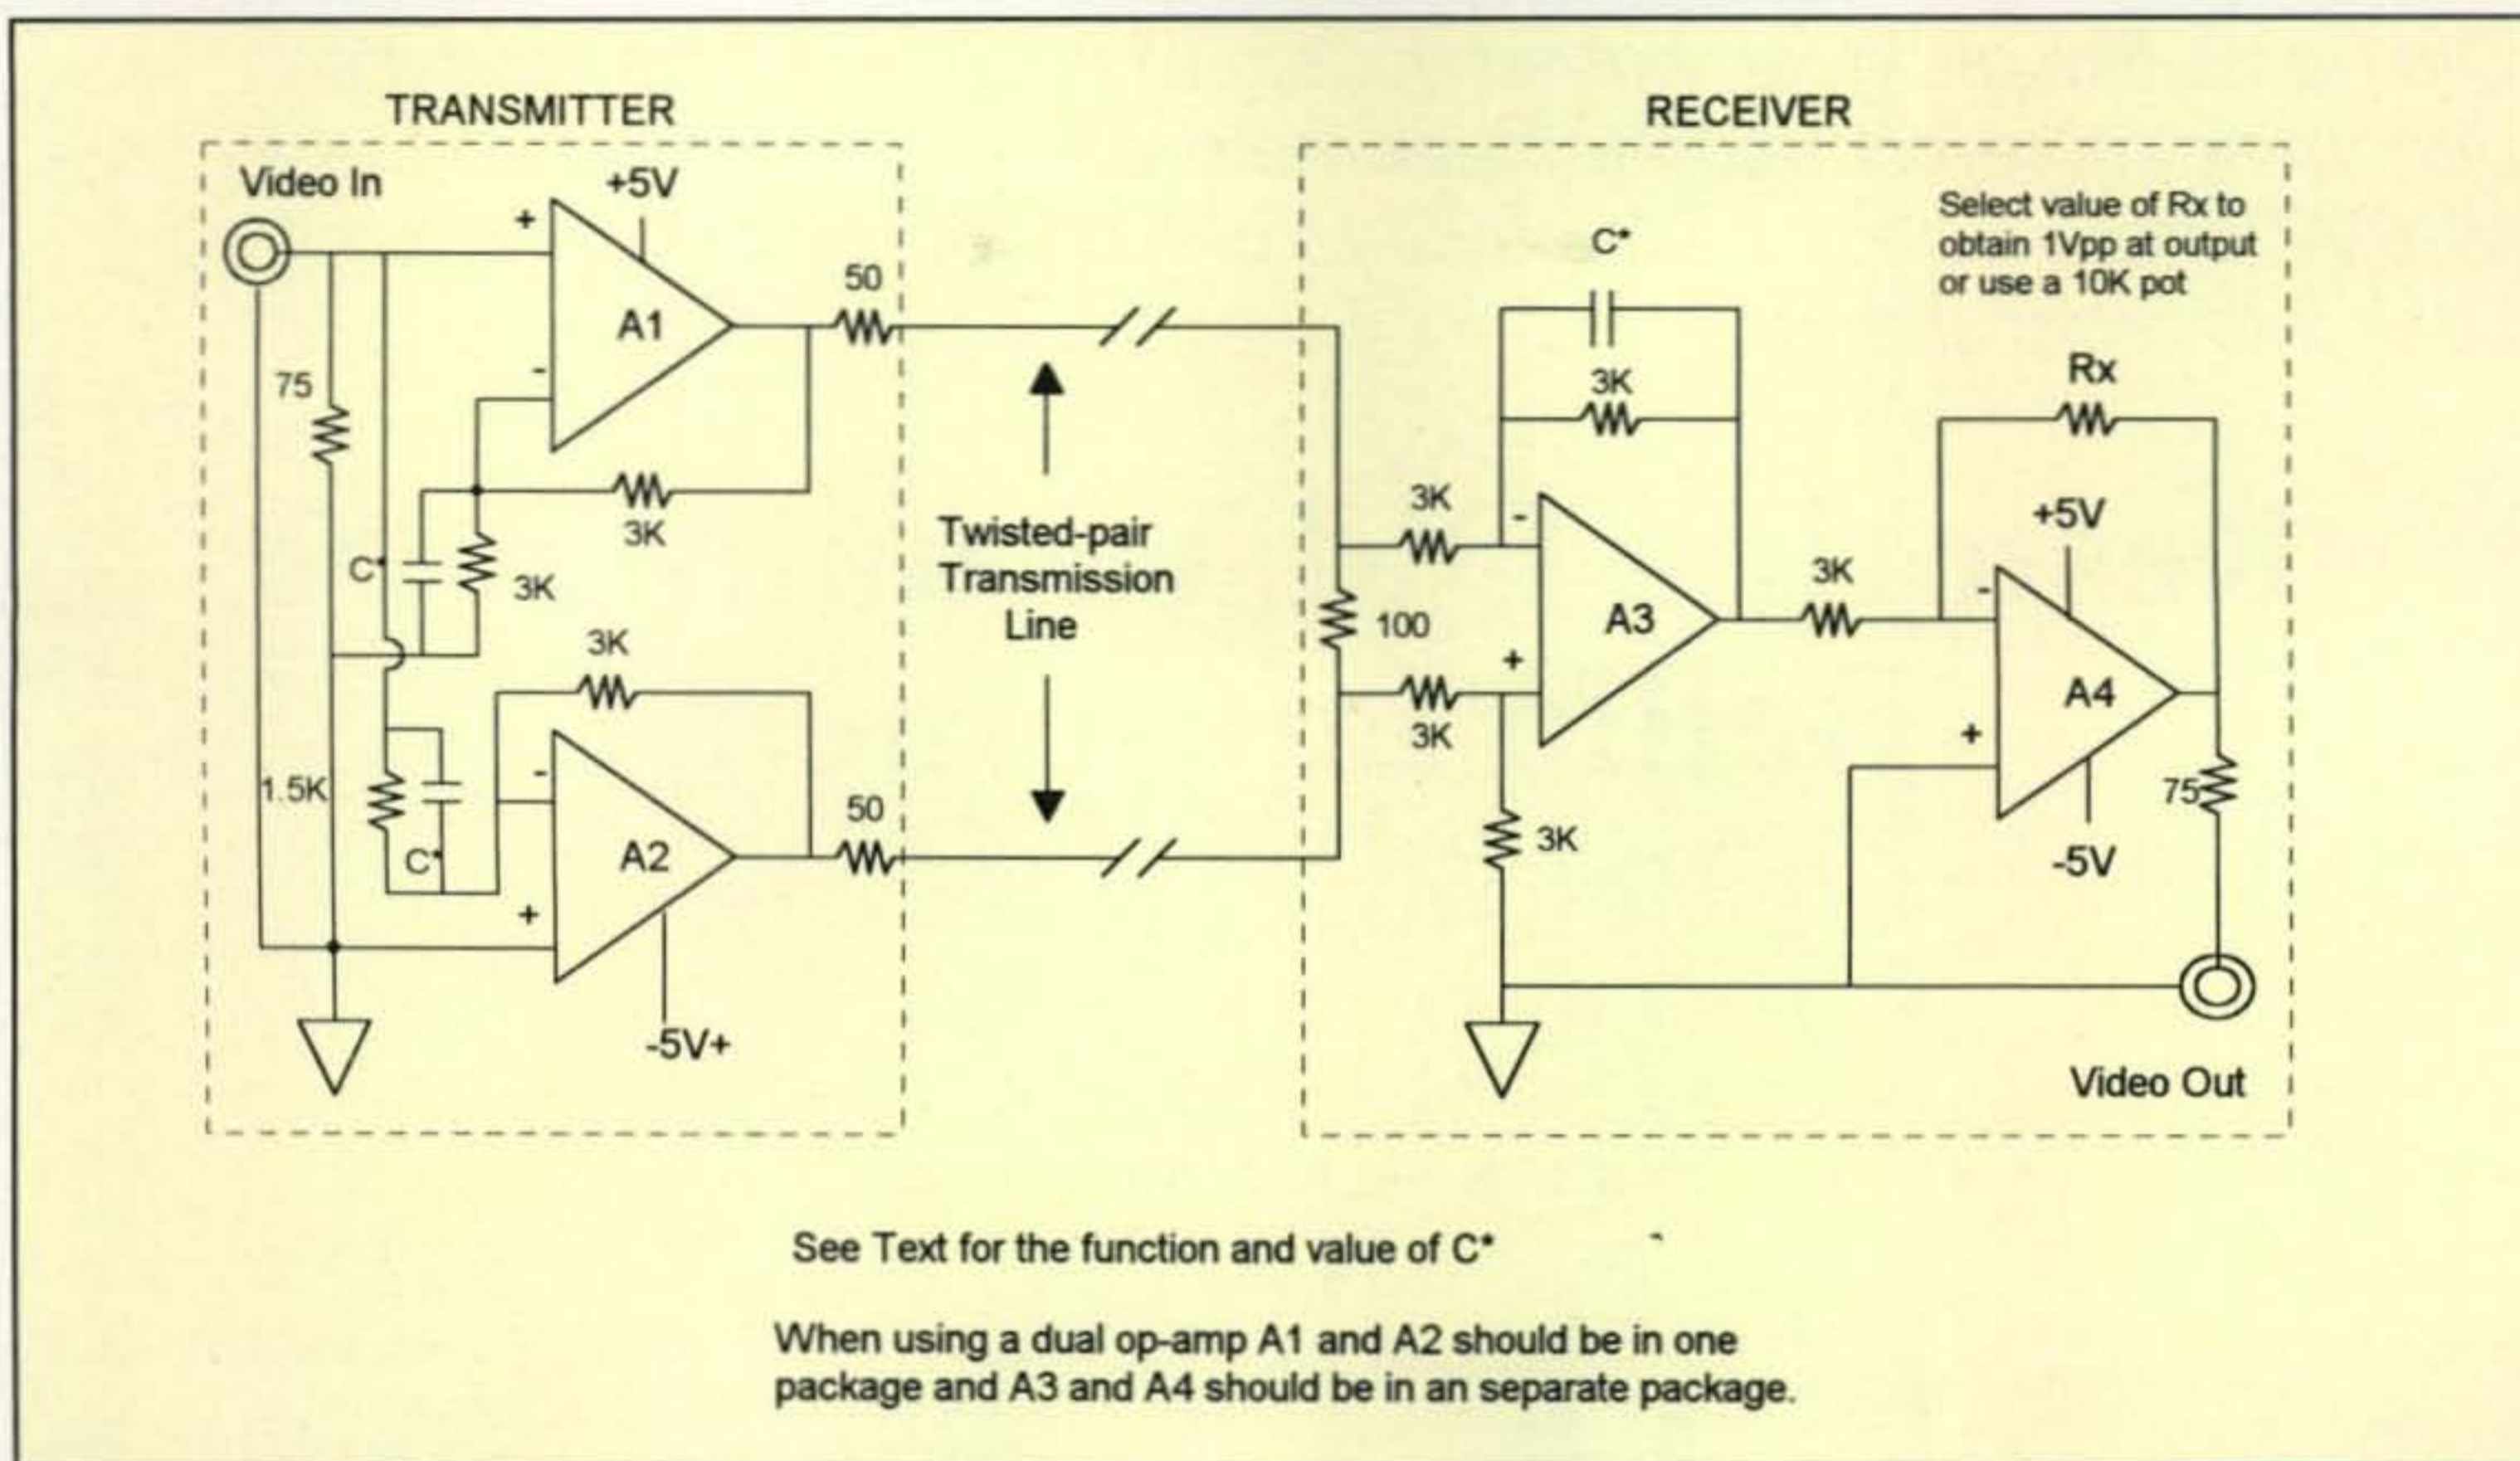 TRANSMITTER
Video In
+5V
+
A1
-
50
75
3K
C*
3K
3K
1.5K
C*
-
A2
+
50
-5V+
Twisted-pair
Transmission
Line
RECEIVER
Select value of Rx to
obtain 1Vpp at output
or use a 10K pot
C*
3K
Rx
3K
-
A3
+
100
3K
3K
3K
+5V
-
A4
+
-5V
75
Video Out
See Text for the function and value of C*
When using a dual op-amp A1 and A2 should be in one
package and A3 and A4 should be in an separate package.